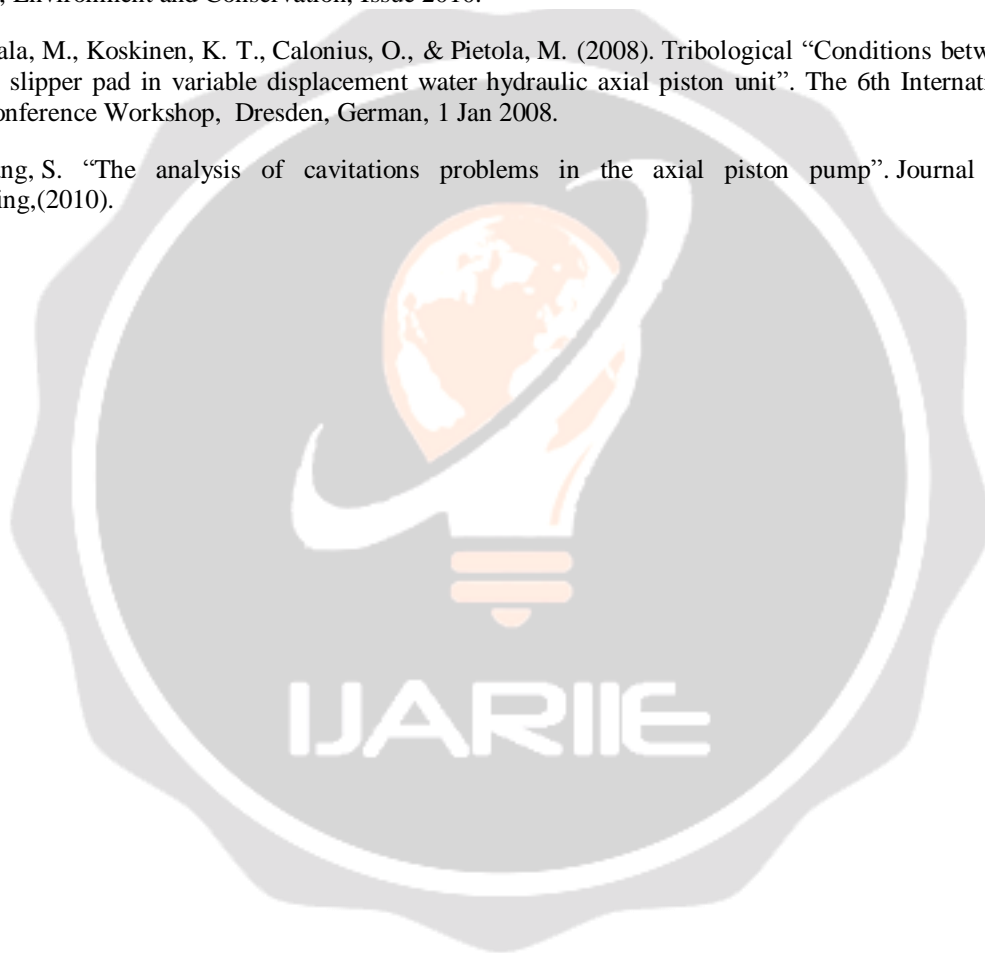 , Environment and Conservation, Issue 2010.
ala, M., Koskinen, K. T., Calonius, O., & Pietola, M. (2008). Tribological “Conditions betw
slipper pad in variable displacement water hydraulic axial piston unit”. The 6th Internati
onference Workshop, Dresden, German, 1 Jan 2008.
ang, S. “The analysis of cavitations problems in the axial piston pump”. Journal
ing,(2010).
IJARIIE